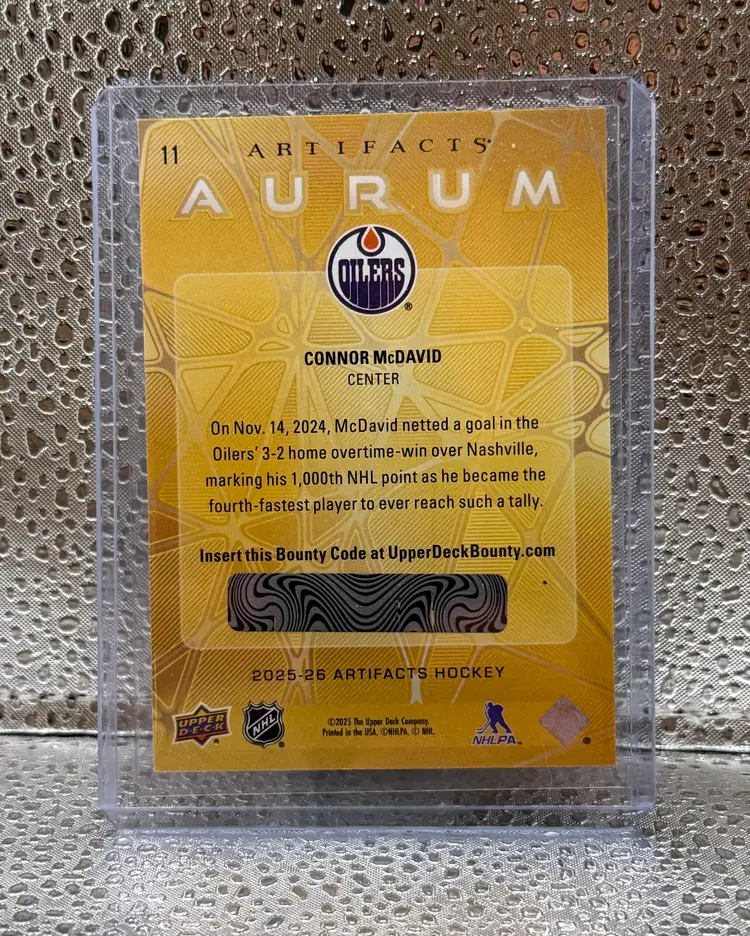 11
ARTIFACTS
AURUM
OILERS
®
CONNOR McDAVID
CENTER
On Nov. 14, 2024, McDavid netted a goal in the
Oilers' 3-2 home overtime-win over Nashville,
marking his 1,000th NHL point as he became the
fourth-fastest player to ever reach such a tally.
Insert this Bounty Code at UpperDeckBounty.com
2025-26 ARTIFACTS HOCKEY
UPPER
DECK
®
NHL
®
©2025 The Upper Deck Company.
Printed in the USA. ©NHLPA. © NHL.
NHLPA™
®